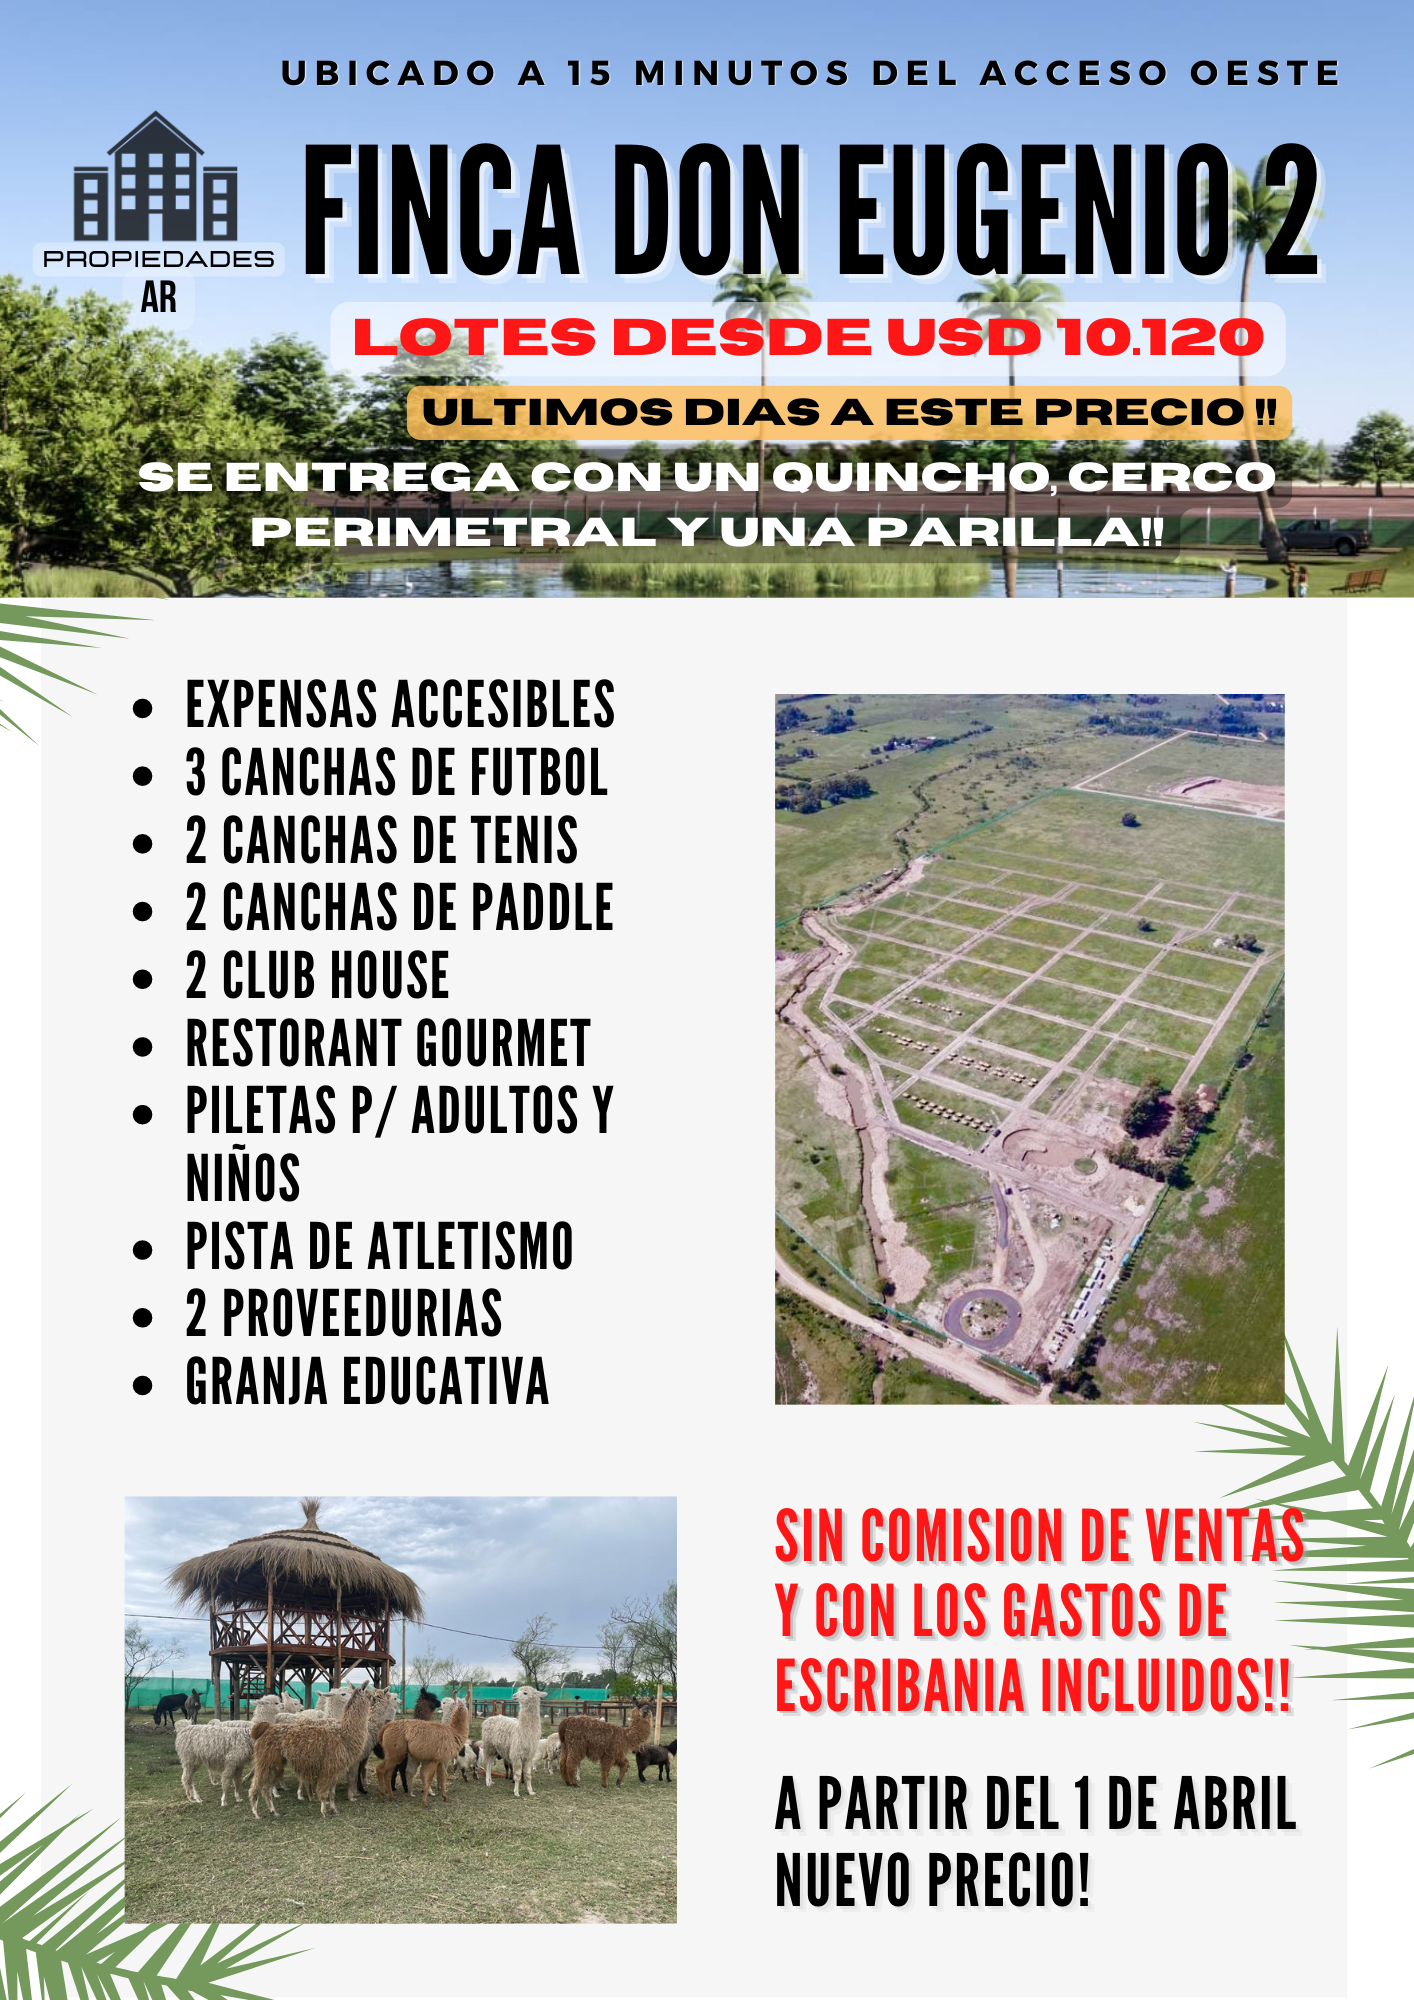 UBICADO A 15 MINUTOS DEL ACCESO OESTE
PROPIEDADES
AR
FINCA DON EUGENIO 2
LOTES DESDE USD 10.120
ULTIMOS DIAS A ESTE PRECIO !!
SE ENTREGA CON UN QUINCHO, CERCO
PERIMETRAL Y UNA PARILLA!!
• EXPENSAS ACCESIBLES
• 3 CANCHAS DE FUTBOL
• 2 CANCHAS DE TENIS
• 2 CANCHAS DE PADDLE
• 2 CLUB HOUSE
• RESTORANT GOURMET
• PILETAS P/ ADULTOS Y
NIÑOS
• PISTA DE ATLETISMO
• 2 PROVEEDURIAS
• GRANJA EDUCATIVA
SIN COMISION DE VENTAS
Y CON LOS GASTOS DE
ESCRIBANIA INCLUIDOS!!
A PARTIR DEL 1 DE ABRIL
NUEVO PRECIO!